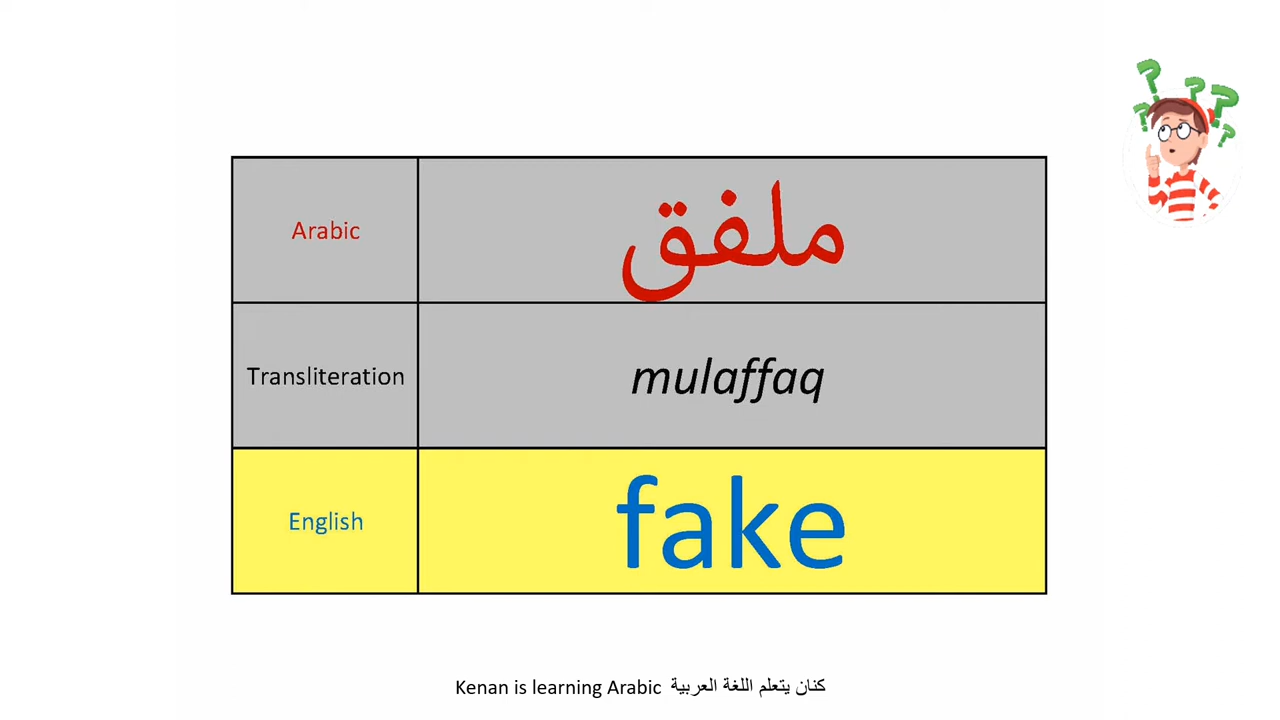 Arabic ملفق
Transliteration mulaffaq
English fake
Kenan is learning Arabic كنان يتعلم اللغة العربية